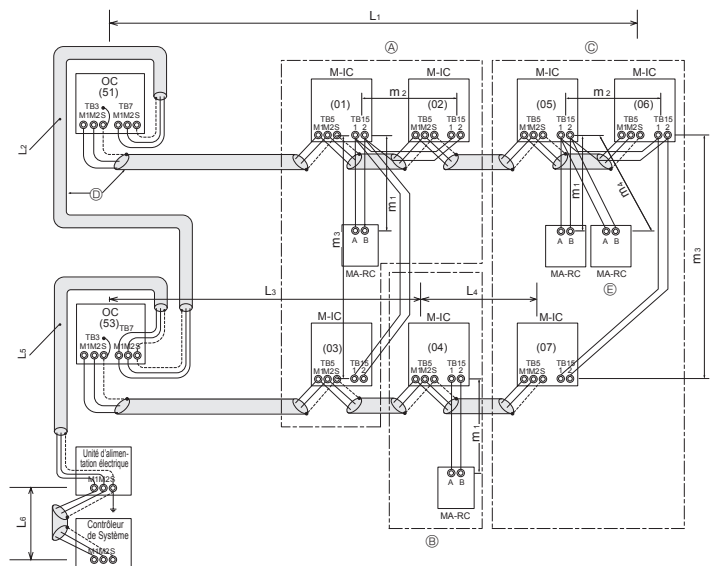 L1
Ⓐ
Ⓒ
OC
(51)
TB3 TB7
M1M2S M1M2S
M-IC
(01)
TB5 TB15
M1M2S 1 2
m2
M-IC
(02)
TB5 TB15
M1M2S 1 2
M-IC
(05)
TB5 TB15
M1M2S 1 2
m2
M-IC
(06)
TB5 TB15
M1M2S 1 2
L2
Ⓓ
m1
m3
A B
MA-RC
m1
m4
A B
MA-RC
A B
MA-RC
Ⓔ
m3
L3
L4
OC
(53)
TB3 TB7
M1M2S M1M2S
L5
M-IC
(03)
TB5 TB15
M1M2S 1 2
M-IC
(04)
TB5 TB15
M1M2S 1 2
M-IC
(07)
TB5 TB15
M1M2S 1 2
m1
A B
MA-RC
Ⓑ
Unité d'alimen-
tation électrique
M1M2S
L6
Contrôleur
de Système
M1M2S